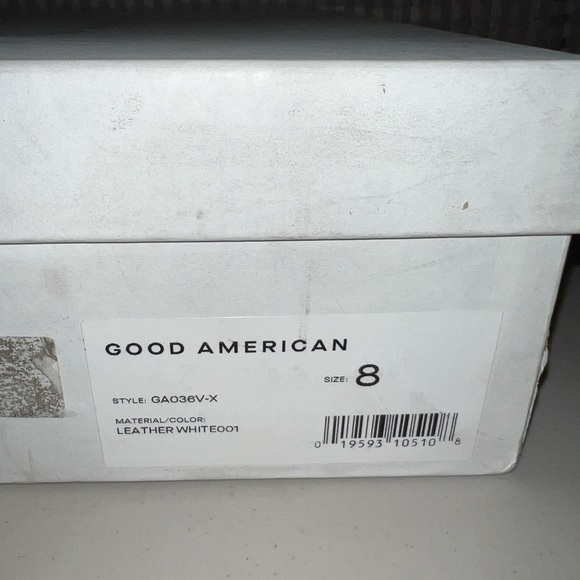 GOOD AMERICAN
SIZE: 8
STYLE: GA036V-X
MATERIAL/COLOR:
LEATHER WHITE001
0 19593 10510 8